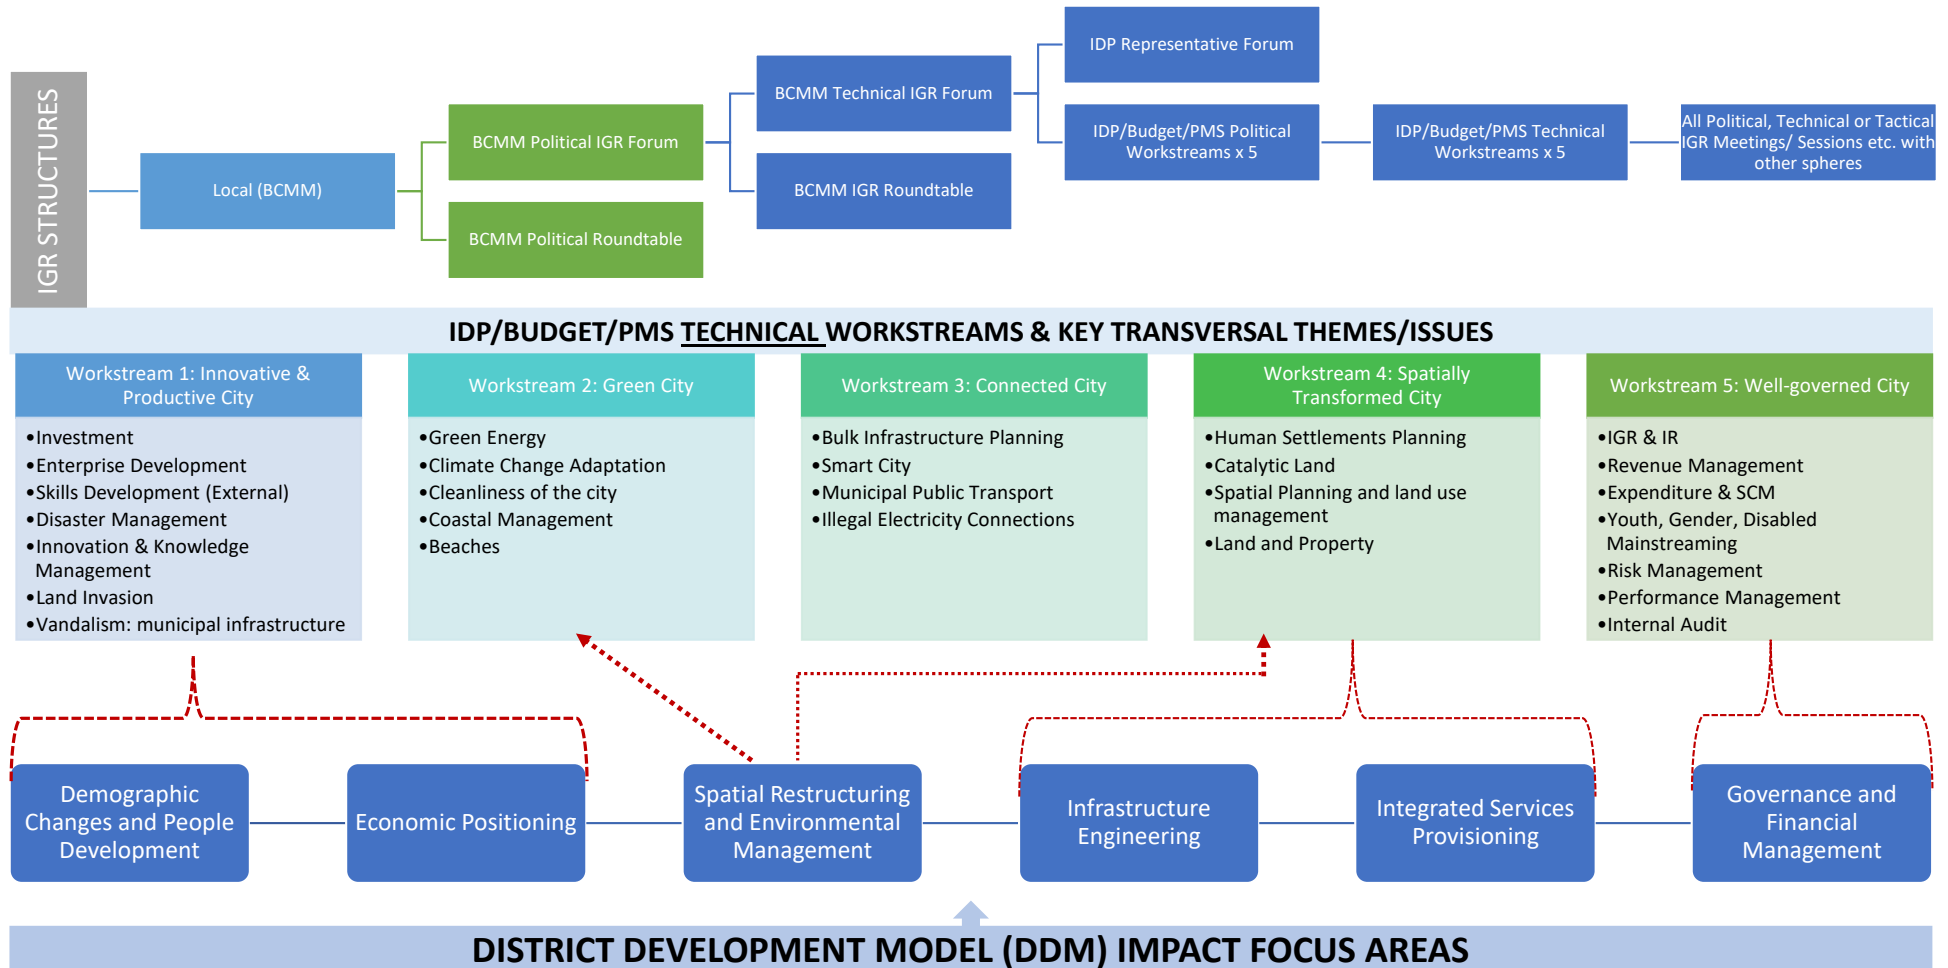 IGR STRUCTURES
Local (BCMM)
BCMM Political IGR Forum
BCMM Political Roundtable
BCMM Technical IGR Forum
BCMM IGR Roundtable
IDP Representative Forum
IDP/Budget/PMS Political
Workstreams x 5
IDP/Budget/PMS Technical
Workstreams x 5
All Political, Technical or Tactical
IGR Meetings/ Sessions etc. with
other spheres
IDP/BUDGET/PMS TECHNICAL WORKSTREAMS & KEY TRANSVERSAL THEMES/ISSUES
Workstream 1: Innovative &
Productive City
•Investment
•Enterprise Development
•Skills Development (External)
•Disaster Management
•Innovation & Knowledge
Management
•Land Invasion
•Vandalism: municipal infrastructure
Workstream 2: Green City
•Green Energy
•Climate Change Adaptation
•Cleanliness of the city
•Coastal Management
•Beaches
Workstream 3: Connected City
•Bulk Infrastructure Planning
•Smart City
•Municipal Public Transport
•Illegal Electricity Connections
Workstream 4: Spatially
Transformed City
•Human Settlements Planning
•Catalytic Land
•Spatial Planning and land use
management
•Land and Property
Workstream 5: Well-governed City
•IGR & IR
•Revenue Management
•Expenditure & SCM
•Youth, Gender, Disabled
Mainstreaming
•Risk Management
•Performance Management
•Internal Audit
Demographic
Changes and People
Development
Economic Positioning
Spatial Restructuring
and Environmental
Management
Infrastructure
Engineering
Integrated Services
Provisioning
Governance and
Financial
Management
DISTRICT DEVELOPMENT MODEL (DDM) IMPACT FOCUS AREAS